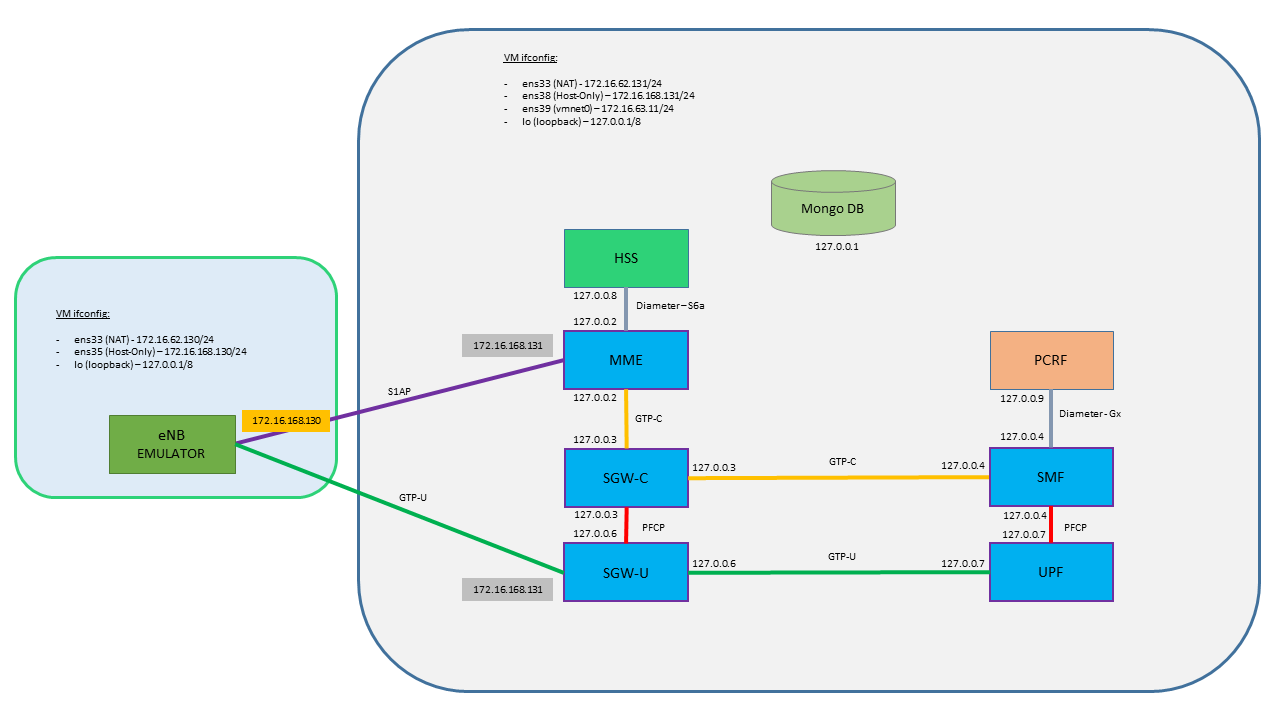 VM ifconfig:
- ens33 (NAT) - 172.16.62.131/24
- ens38 (Host-Only) – 172.16.168.131/24
- ens39 (vmnet0) – 172.16.63.11/24
- lo (loopback) – 127.0.0.1/8
Mongo DB
127.0.0.1
HSS
127.0.0.8
Diameter – S6a
127.0.0.2
172.16.168.131
MME
PCRF
VM ifconfig:
- ens33 (NAT) - 172.16.62.130/24
- ens35 (Host-Only) – 172.16.168.130/24
- lo (loopback) – 127.0.0.1/8
S1AP
127.0.0.2
127.0.0.9
172.16.168.130
GTP-C
Diameter - Gx
eNB
EMULATOR
127.0.0.3
127.0.0.4
SGW-C
127.0.0.3
GTP-C
127.0.0.4
SMF
GTP-U
127.0.0.3
127.0.0.4
PFCP
PFCP
127.0.0.6
127.0.0.7
SGW-U
127.0.0.6
GTP-U
127.0.0.7
UPF
172.16.168.131